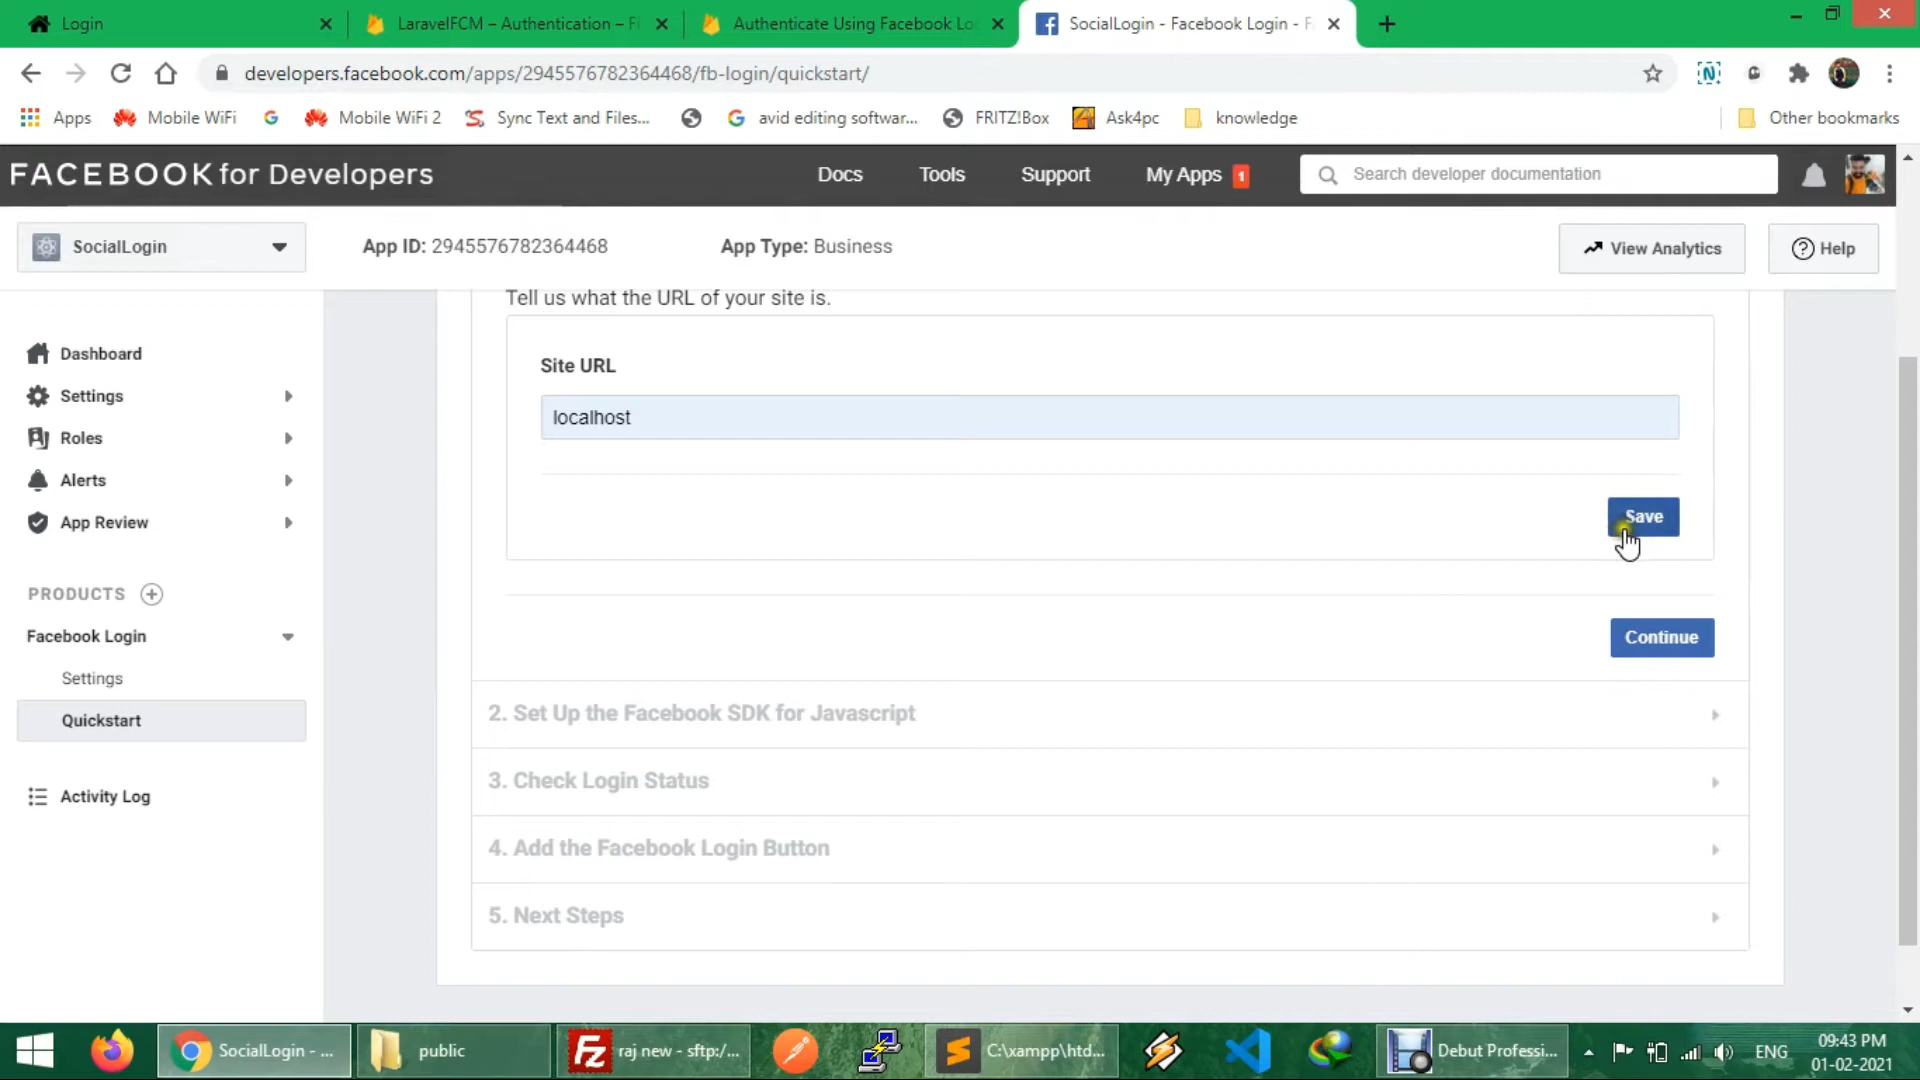 Login
LaravelFCM – Authentication – Fi
Authenticate Using Facebook Lo
SocialLogin - Facebook Login - F
developers.facebook.com/apps/2945576782364468/fb-login/quickstart/
Apps
Mobile WiFi
Mobile WiFi 2
Sync Text and Files...
avid editing softwar...
FRITZ!Box
Ask4pc
knowledge
Other bookmarks
FACEBOOK for Developers
Docs
Tools
Support
My Apps 1
Search developer documentation
SocialLogin
App ID: 2945576782364468
App Type: Business
View Analytics
Help
Dashboard
Settings
Roles
Alerts
App Review
PRODUCTS
Facebook Login
Settings
Quickstart
Activity Log
Tell us what the URL of your site is.
Site URL
localhost
Save
Continue
2. Set Up the Facebook SDK for Javascript
3. Check Login Status
4. Add the Facebook Login Button
5. Next Steps
SocialLogin - ...
public
raj new - sftp:/...
C:\xampp\htd...
Debut Professi...
ENG
09:43 PM
01-02-2021